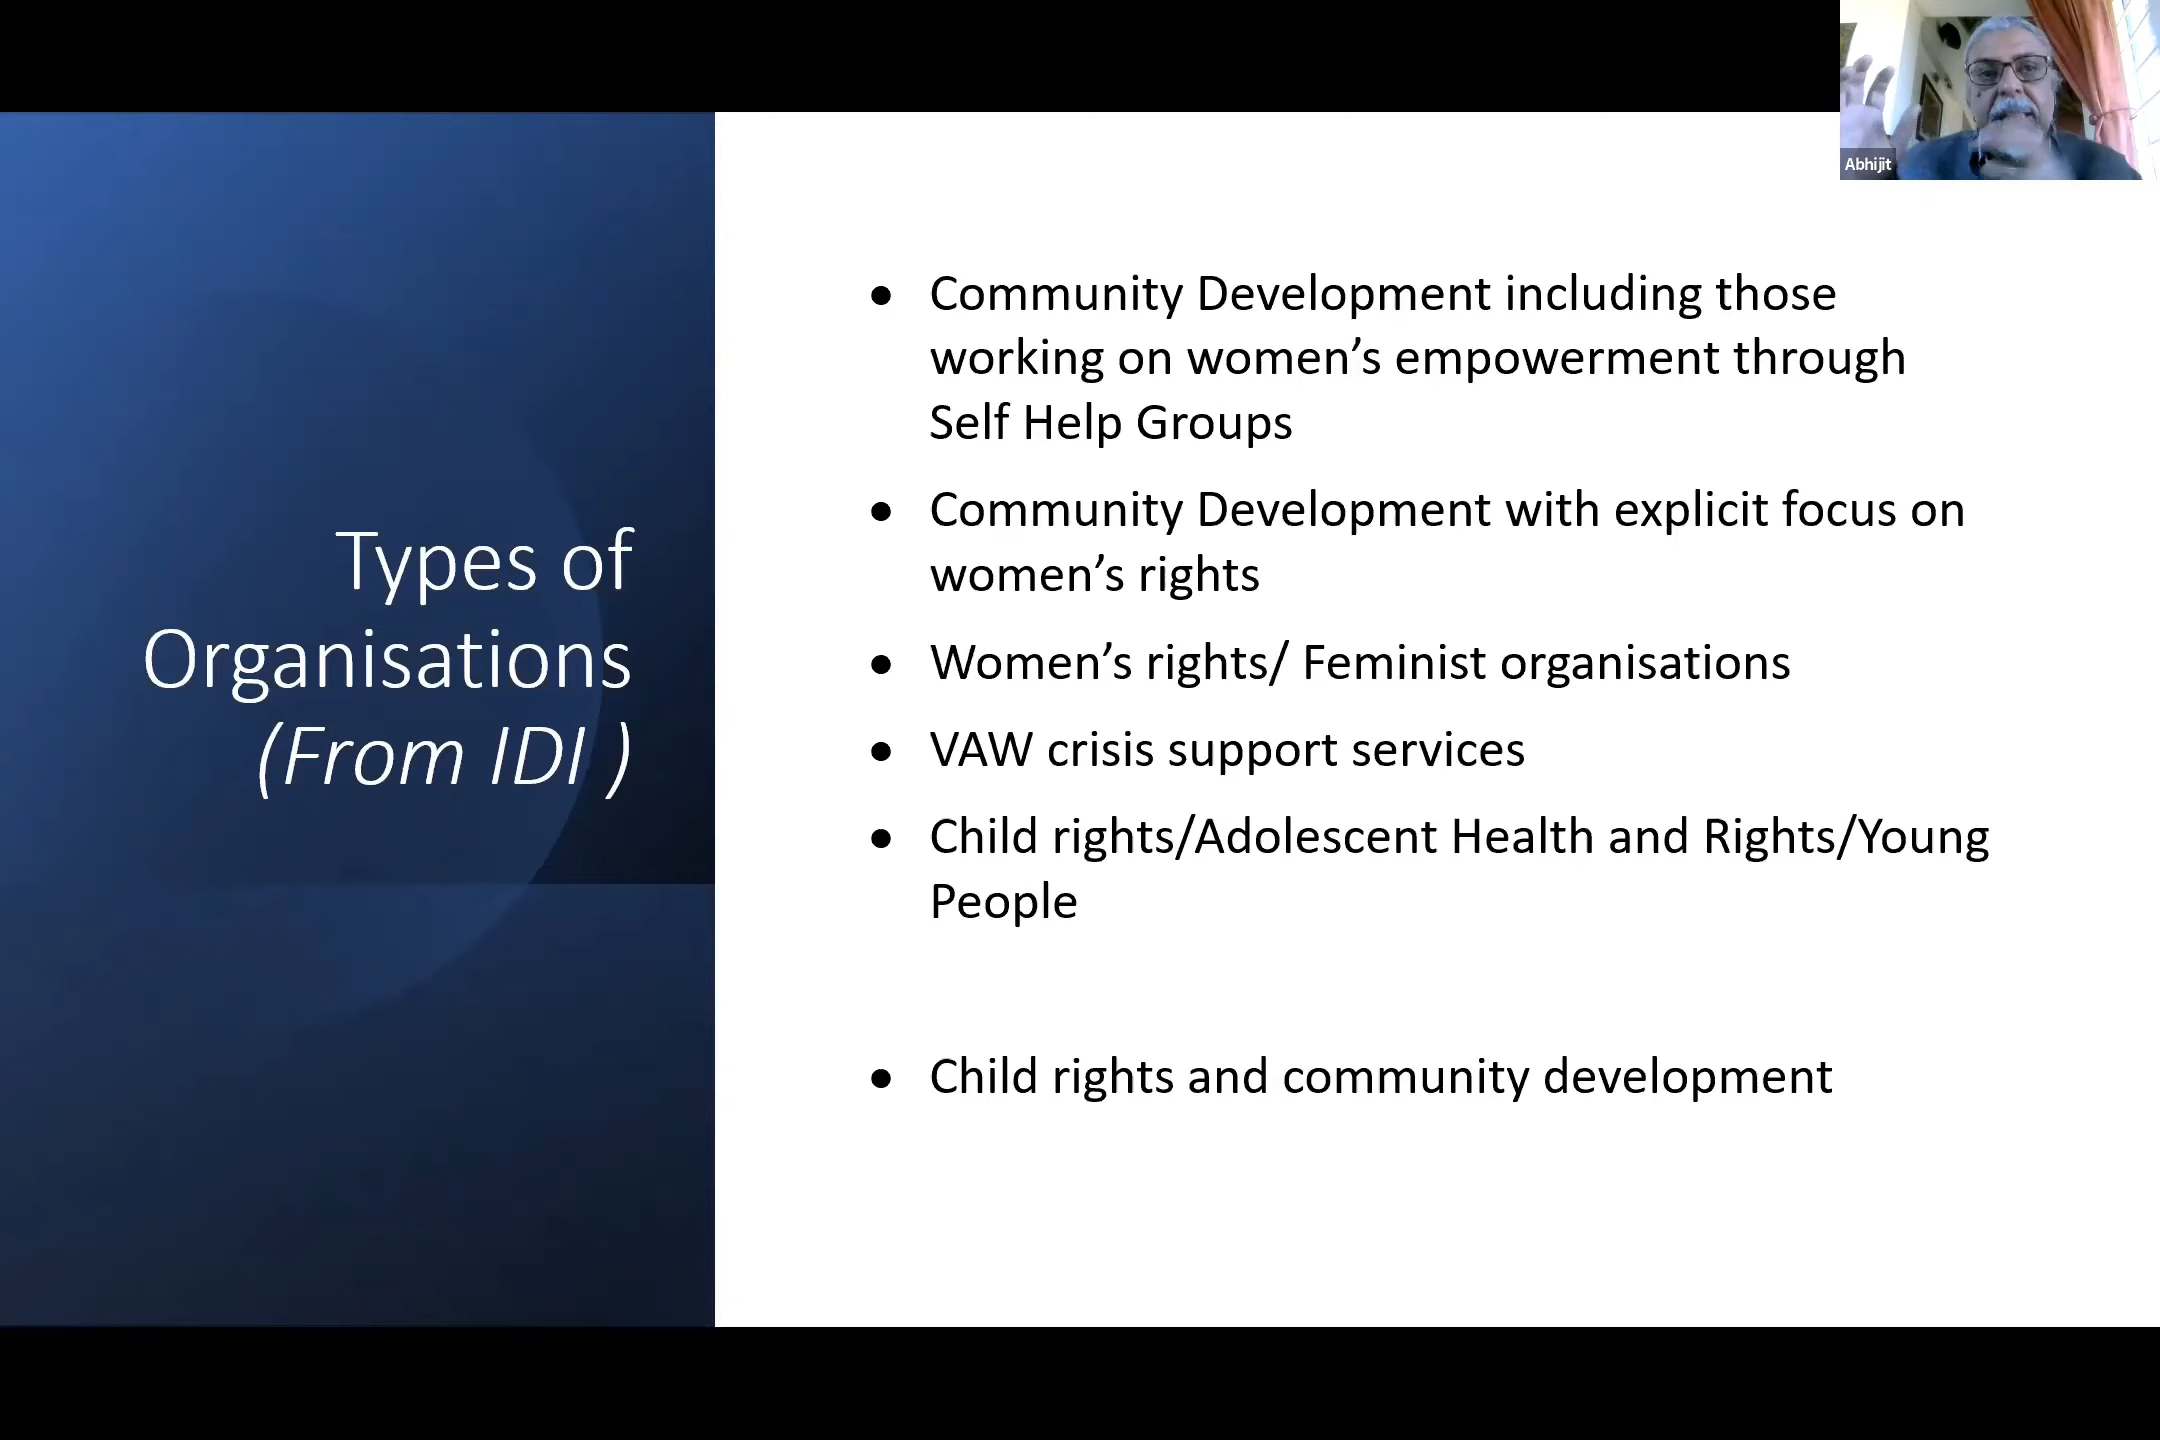 Abhijit
Types of
Organisations
(From IDI )
• Community Development including those
working on women’s empowerment through
Self Help Groups
• Community Development with explicit focus on
women’s rights
• Women’s rights/ Feminist organisations
• VAW crisis support services
• Child rights/Adolescent Health and Rights/Young
People
• Child rights and community development